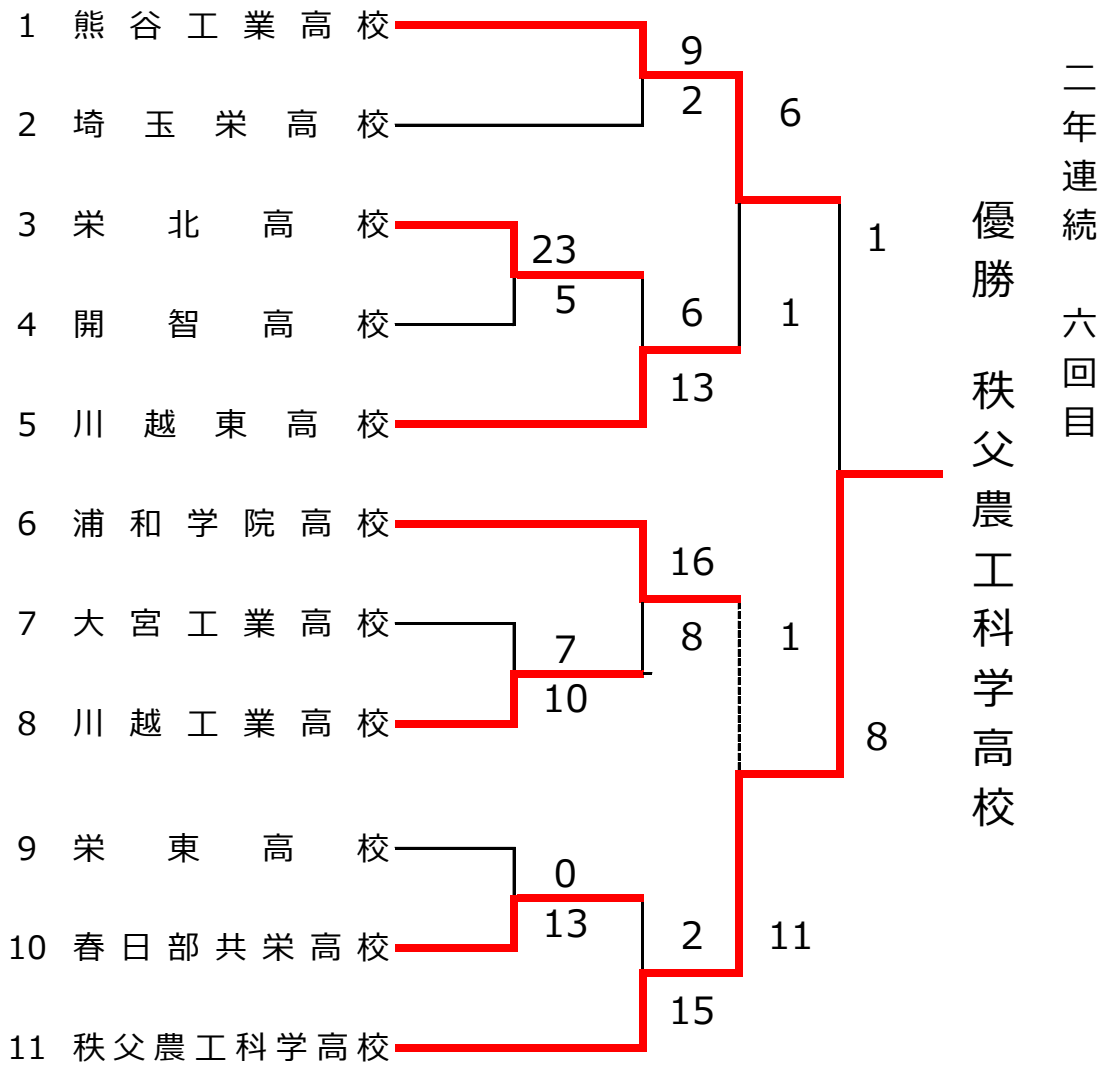 1 熊谷工業高校
2 埼玉栄高校
3 栄北高校
4 開智高校
5 川越東高校
6 浦和学院高校
7 大宮工業高校
8 川越工業高校
9 栄東高校
10 春日部共栄高校
11 秩父農工科学高校
23
5
7
10
0
13
9
2
6
13
16
8
2
15
6
1
1
11
1
8
優勝 秩父農工科学高校
二年連続 六回目